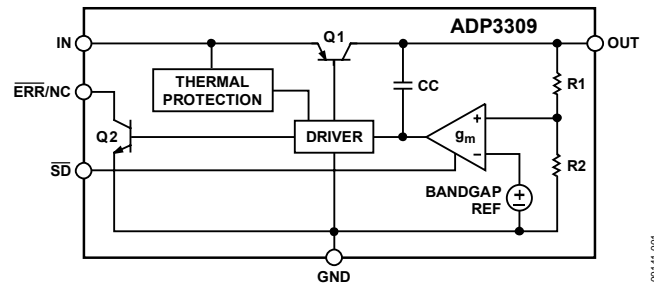 ADP3309
Q1
IN
OUT
THERMAL
PROTECTION
CC
R1
ERR/NC
Q2
DRIVER
gm
+
−
R2
SD
BANDGAP
REF
+
−
GND